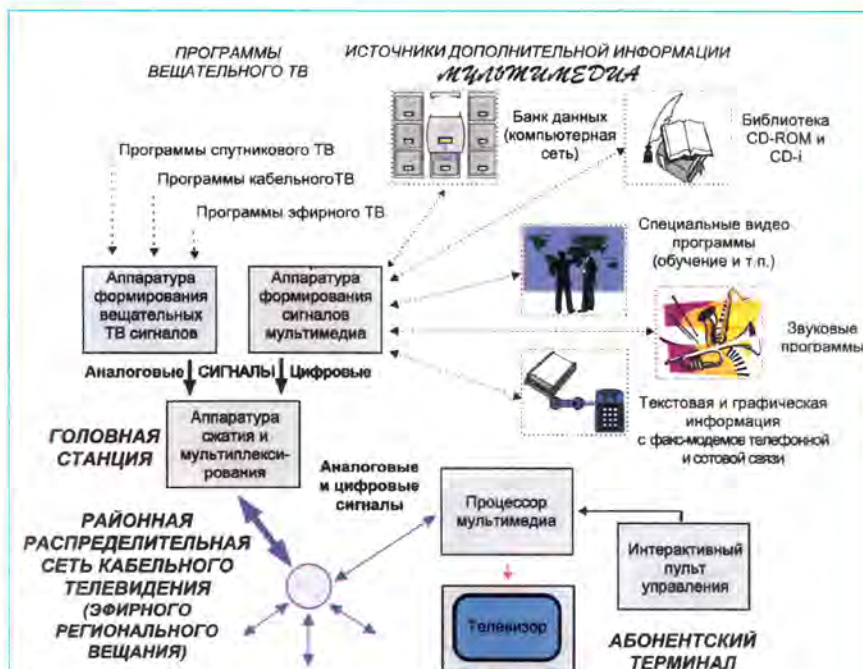 ПРОГРАММЫ
ВЕЩАТЕЛЬНОГО ТВ
ИСТОЧНИКИ ДОПОЛНИТЕЛЬНОЙ ИНФОРМАЦИИ
МУЛЬТИМЕДИА
Банк данных
(компьютерная
сеть)
Библиотека
CD-ROM и
CD-i
Программы спутникового ТВ
Программы кабельногоТВ
Программы эфирного ТВ
Специальные видео
программы
(обучение и т.п.)
Аппаратура
формирования
вещательных
ТВ сигналов
Аппаратура
формирования
сигналов
мультимедиа
Звуковые
программы
Аналоговые СИГНАЛЫ Цифровые
Текстовая и графическая
информация
с факс-модемов телефонной
и сотовой связи
ГОЛОВНАЯ
СТАНЦИЯ
Аппаратура
сжатия и
мультиплекси-
рования
Аналоговые
и цифровые
сигналы
Процессор
мультимедиа
РАЙОННАЯ
РАСПРЕДЕЛИТЕЛЬНАЯ
СЕТЬ КАБЕЛЬНОГО
ТЕЛЕВИДЕНИЯ
(ЭФИРНОГО
РЕГИОНАЛЬНОГО
ВЕЩАНИЯ)
Интерактивный
пульт
управления
Телевизор
АБОНЕНТСКИЙ
ТЕРМИНАЛ